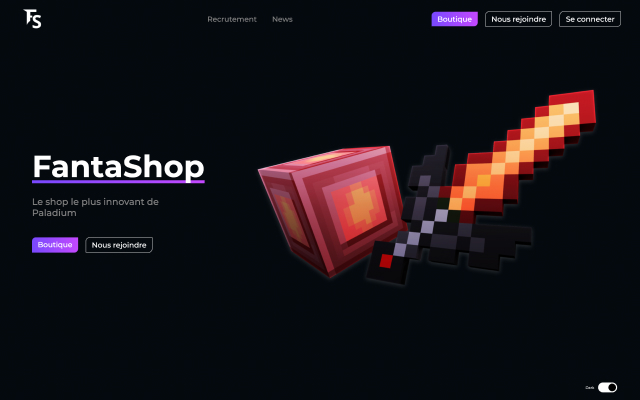 FS
Recrutement
News
Boutique
Nous rejoindre
Se connecter
FantaShop
Le shop le plus innovant de
Paladium
Boutique
Nous rejoindre
Dark